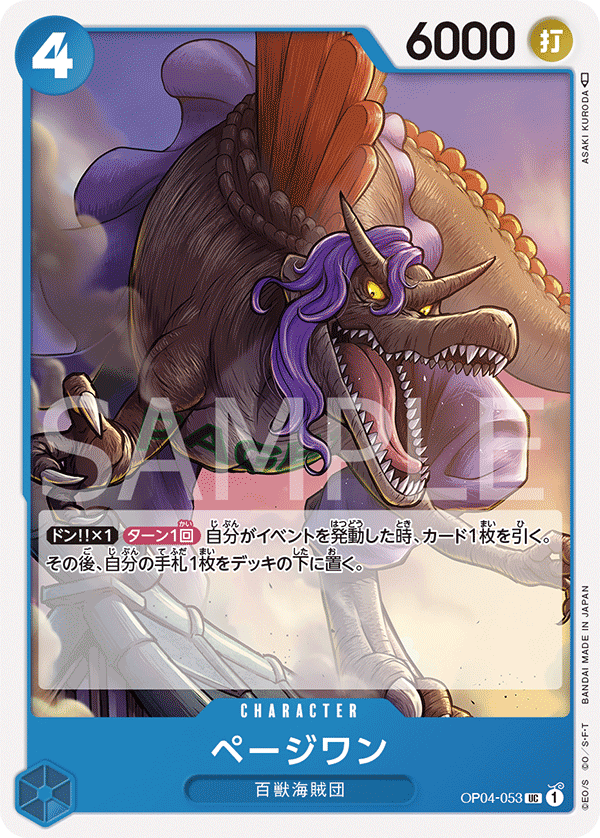 4
6000
打
ASAKI KURODA
SAMPLE
ドン!!×1 ターン1回 自分がイベントを発動した時、カード1枚を引く。
その後、自分の手札1枚をデッキの下に置く。
CHARACTER
ページワン
百獣海賊団
OP04-053 UC 1
©E.O/S ©O/S・F・T BANDAI MADE IN JAPAN